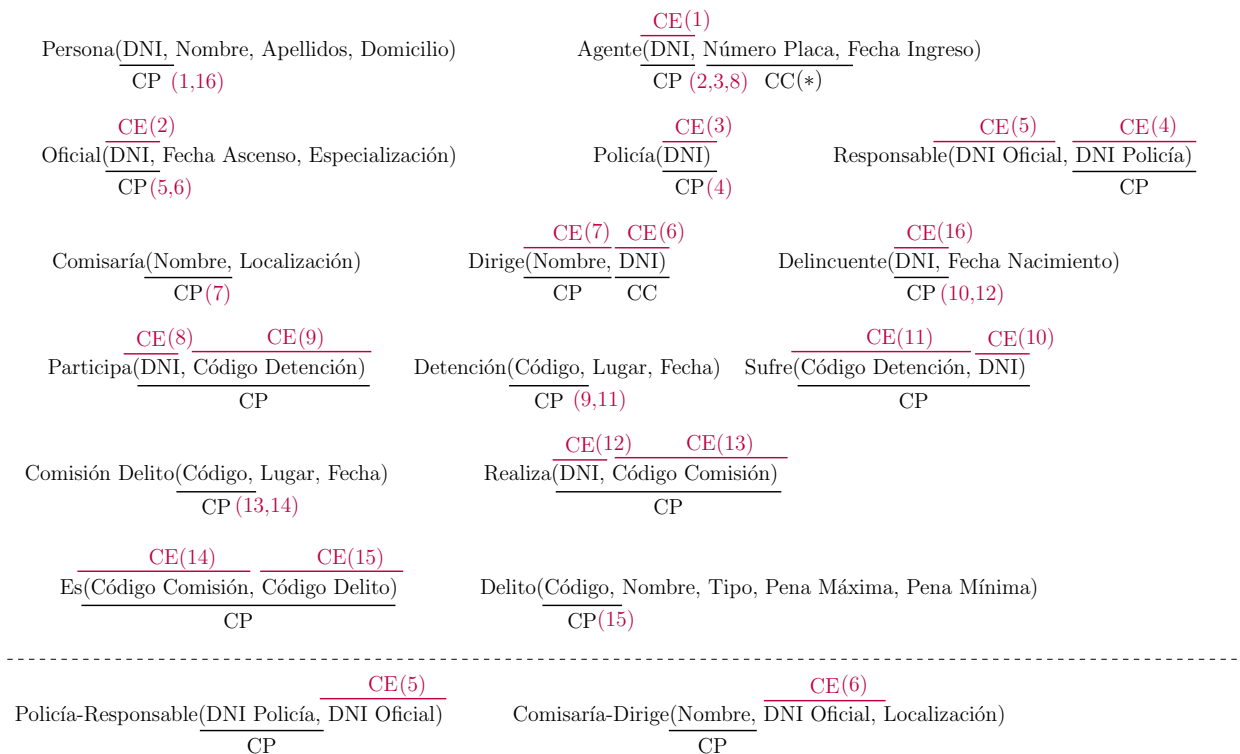 CE(1)
Persona(DNI, Nombre, Apellidos, Domicilio) Agente(DNI, Número Placa, Fecha Ingreso)
CP (1,16) CP (2,3,8) CC(*)
CE(2) CE(3) CE(5) CE(4)
Oficial(DNI, Fecha Ascenso, Especialización) Policía(DNI) Responsable(DNI Oficial, DNI Policía)
CP(5,6) CP(4) CP
CE(7) CE(6) CE(16)
Comisaría(Nombre, Localización) Dirige(Nombre, DNI) Delincuente(DNI, Fecha Nacimiento)
CP(7) CP CC CP (10,12)
CE(8) CE(9) CE(11) CE(10)
Participa(DNI, Código Detención) Detención(Código, Lugar, Fecha) Sufre(Código Detención, DNI)
CP CP (9,11) CP
CE(12) CE(13)
Comisión Delito(Código, Lugar, Fecha) Realiza(DNI, Código Comisión)
CP (13,14) CP
CE(14) CE(15)
Es(Código Comisión, Código Delito) Delito(Código, Nombre, Tipo, Pena Máxima, Pena Mínima)
CP CP(15)
CE(5) CE(6)
Policía-Responsable(DNI Policía, DNI Oficial) Comisaría-Dirige(Nombre, DNI Oficial, Localización)
CP CP